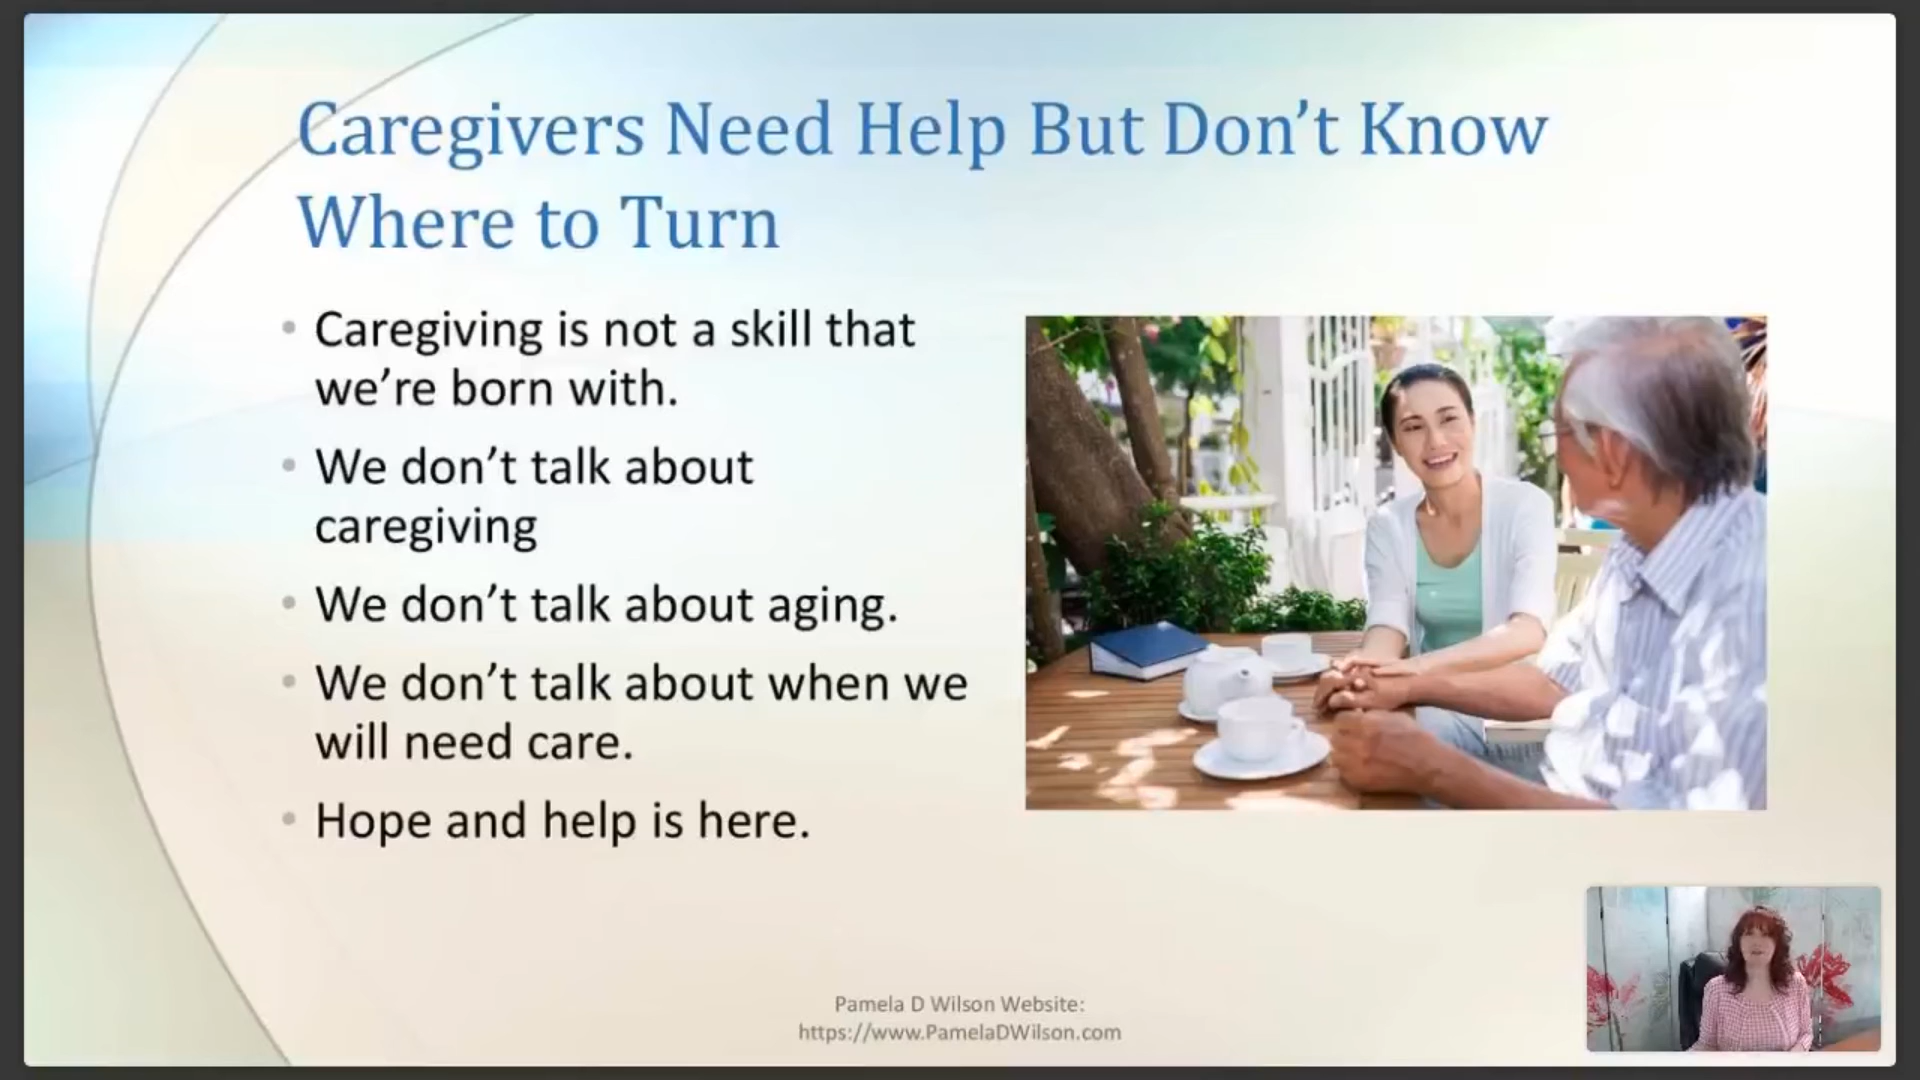 Caregivers Need Help But Don’t Know
Where to Turn
• Caregiving is not a skill that
we’re born with.
• We don’t talk about
caregiving
• We don’t talk about aging.
• We don’t talk about when we
will need care.
• Hope and help is here.
Pamela D Wilson Website:
https://www.PamelaDWilson.com